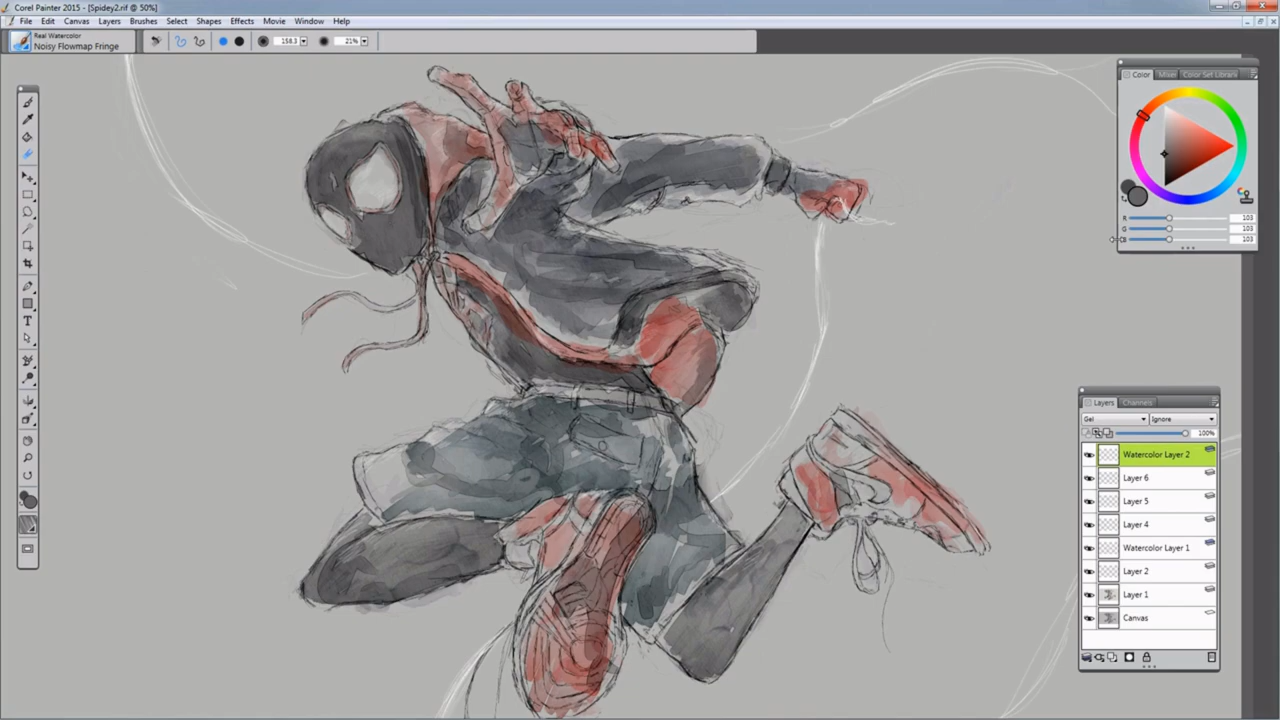 Corel Painter 2015 - [Spidey2.rif @ 50%]
File Edit Canvas Layers Brushes Select Shapes Effects Movie Window Help
Real Watercolor
Noisy Flowmap Fringe
158.3 21%
Color Mixer Color Set Librari
R 103
G 103
103
Layers Channels
Gel Ignore
100%
Watercolor Layer 2
Layer 6
Layer 5
Layer 4
Watercolor Layer 1
Layer 2
Layer 1
Canvas
T